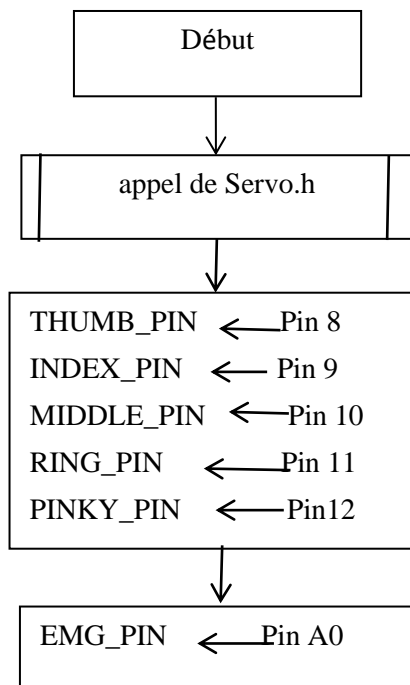 Début
appel de Servo.h
THUMB_PIN Pin 8
INDEX_PIN Pin 9
MIDDLE_PIN Pin 10
RING_PIN Pin 11
PINKY_PIN Pin12
EMG_PIN Pin A0